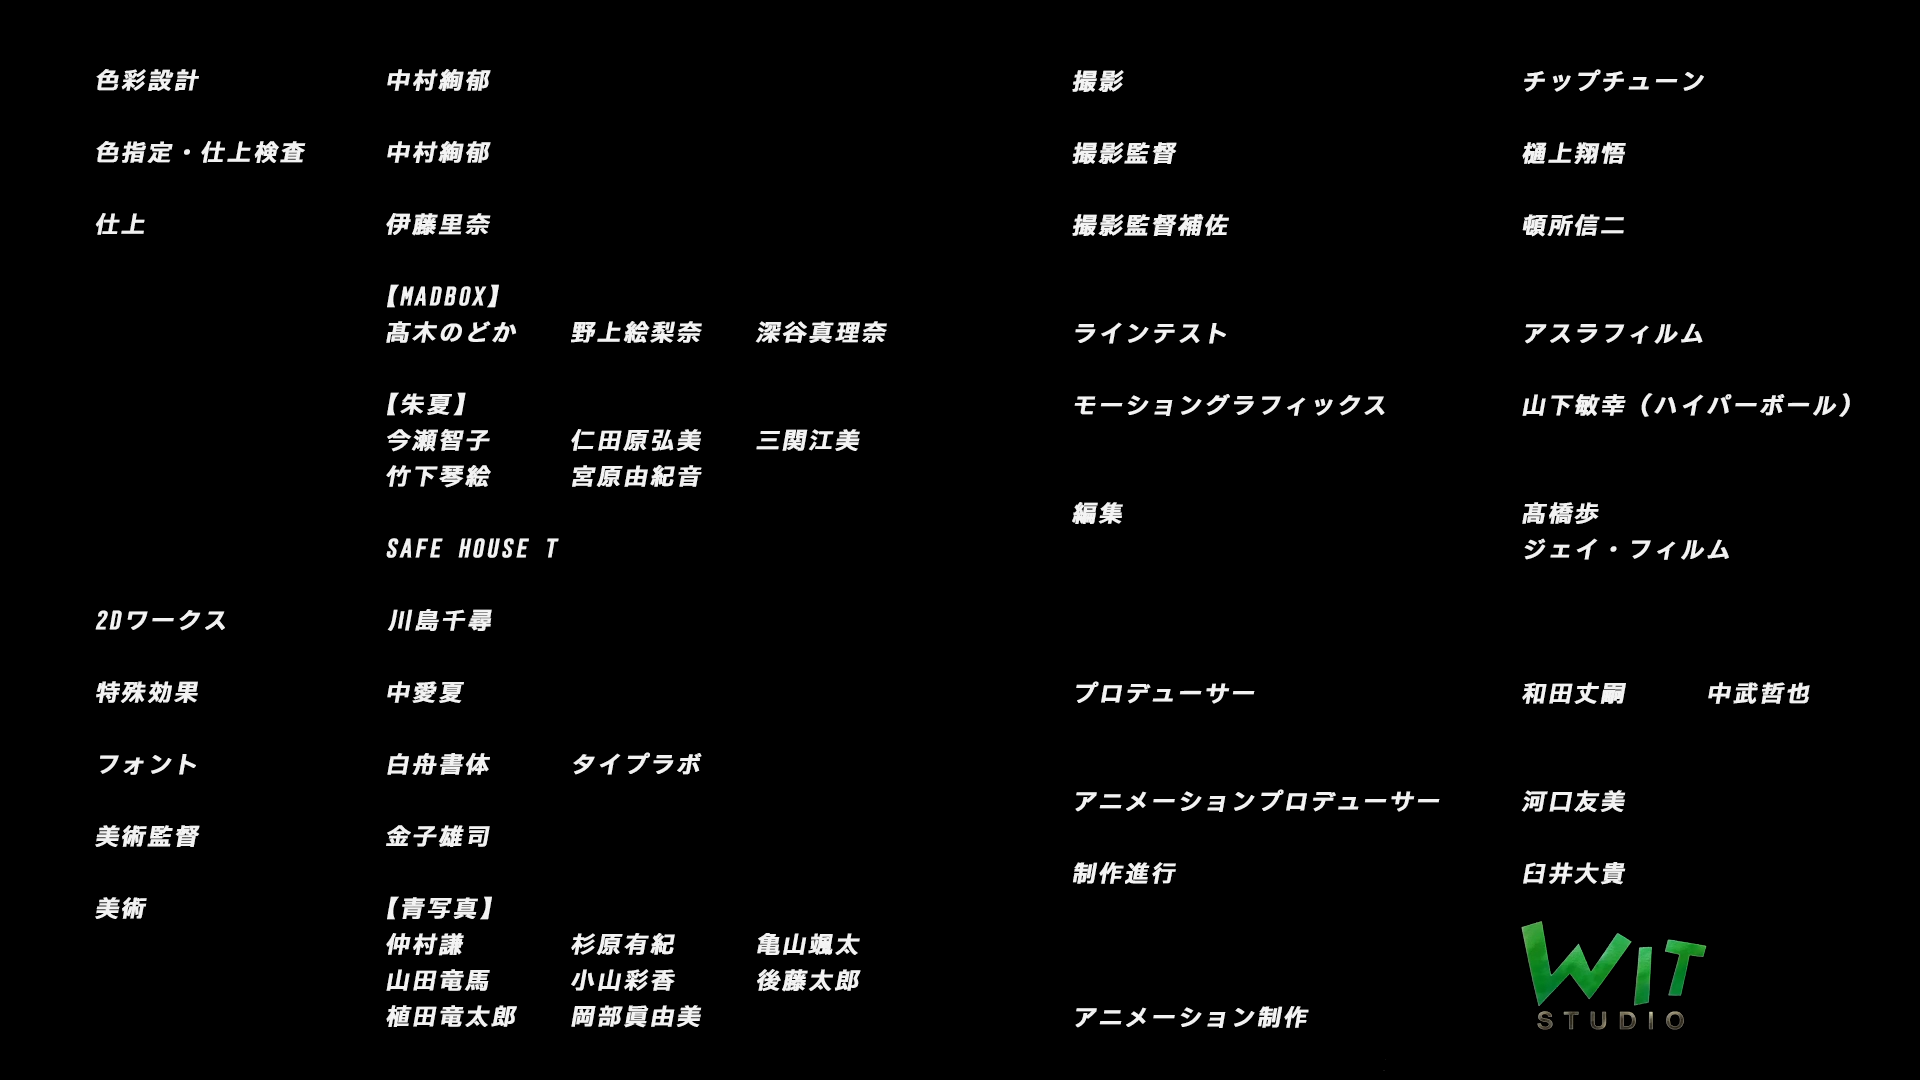 色彩設計 中村絢郁
色指定・仕上検査 中村絢郁
仕上 伊藤里奈
【MADBOX】
髙木のどか 野上絵梨奈 深谷真理奈
【朱夏】
今瀬智子 仁田原弘美 三関江美
竹下琴絵 宮原由紀音
SAFE HOUSE T
2Dワークス 川島千尋
特殊効果 中愛夏
フォント 白舟書体 タイプラボ
美術監督 金子雄司
美術 【青写真】
仲村謙 杉原有紀 亀山颯太
山田竜馬 小山彩香 後藤太郎
植田竜太郎 岡部眞由美
撮影 チップチューン
撮影監督 樋上翔悟
撮影監督補佐 頓所信二
ラインテスト アスラフィルム
モーショングラフィックス 山下敏幸（ハイパーボール）
編集 髙橋歩
ジェイ・フィルム
プロデューサー 和田丈嗣 中武哲也
アニメーションプロデューサー 河口友美
制作進行 臼井大貴
アニメーション制作 WIT
STUDIO